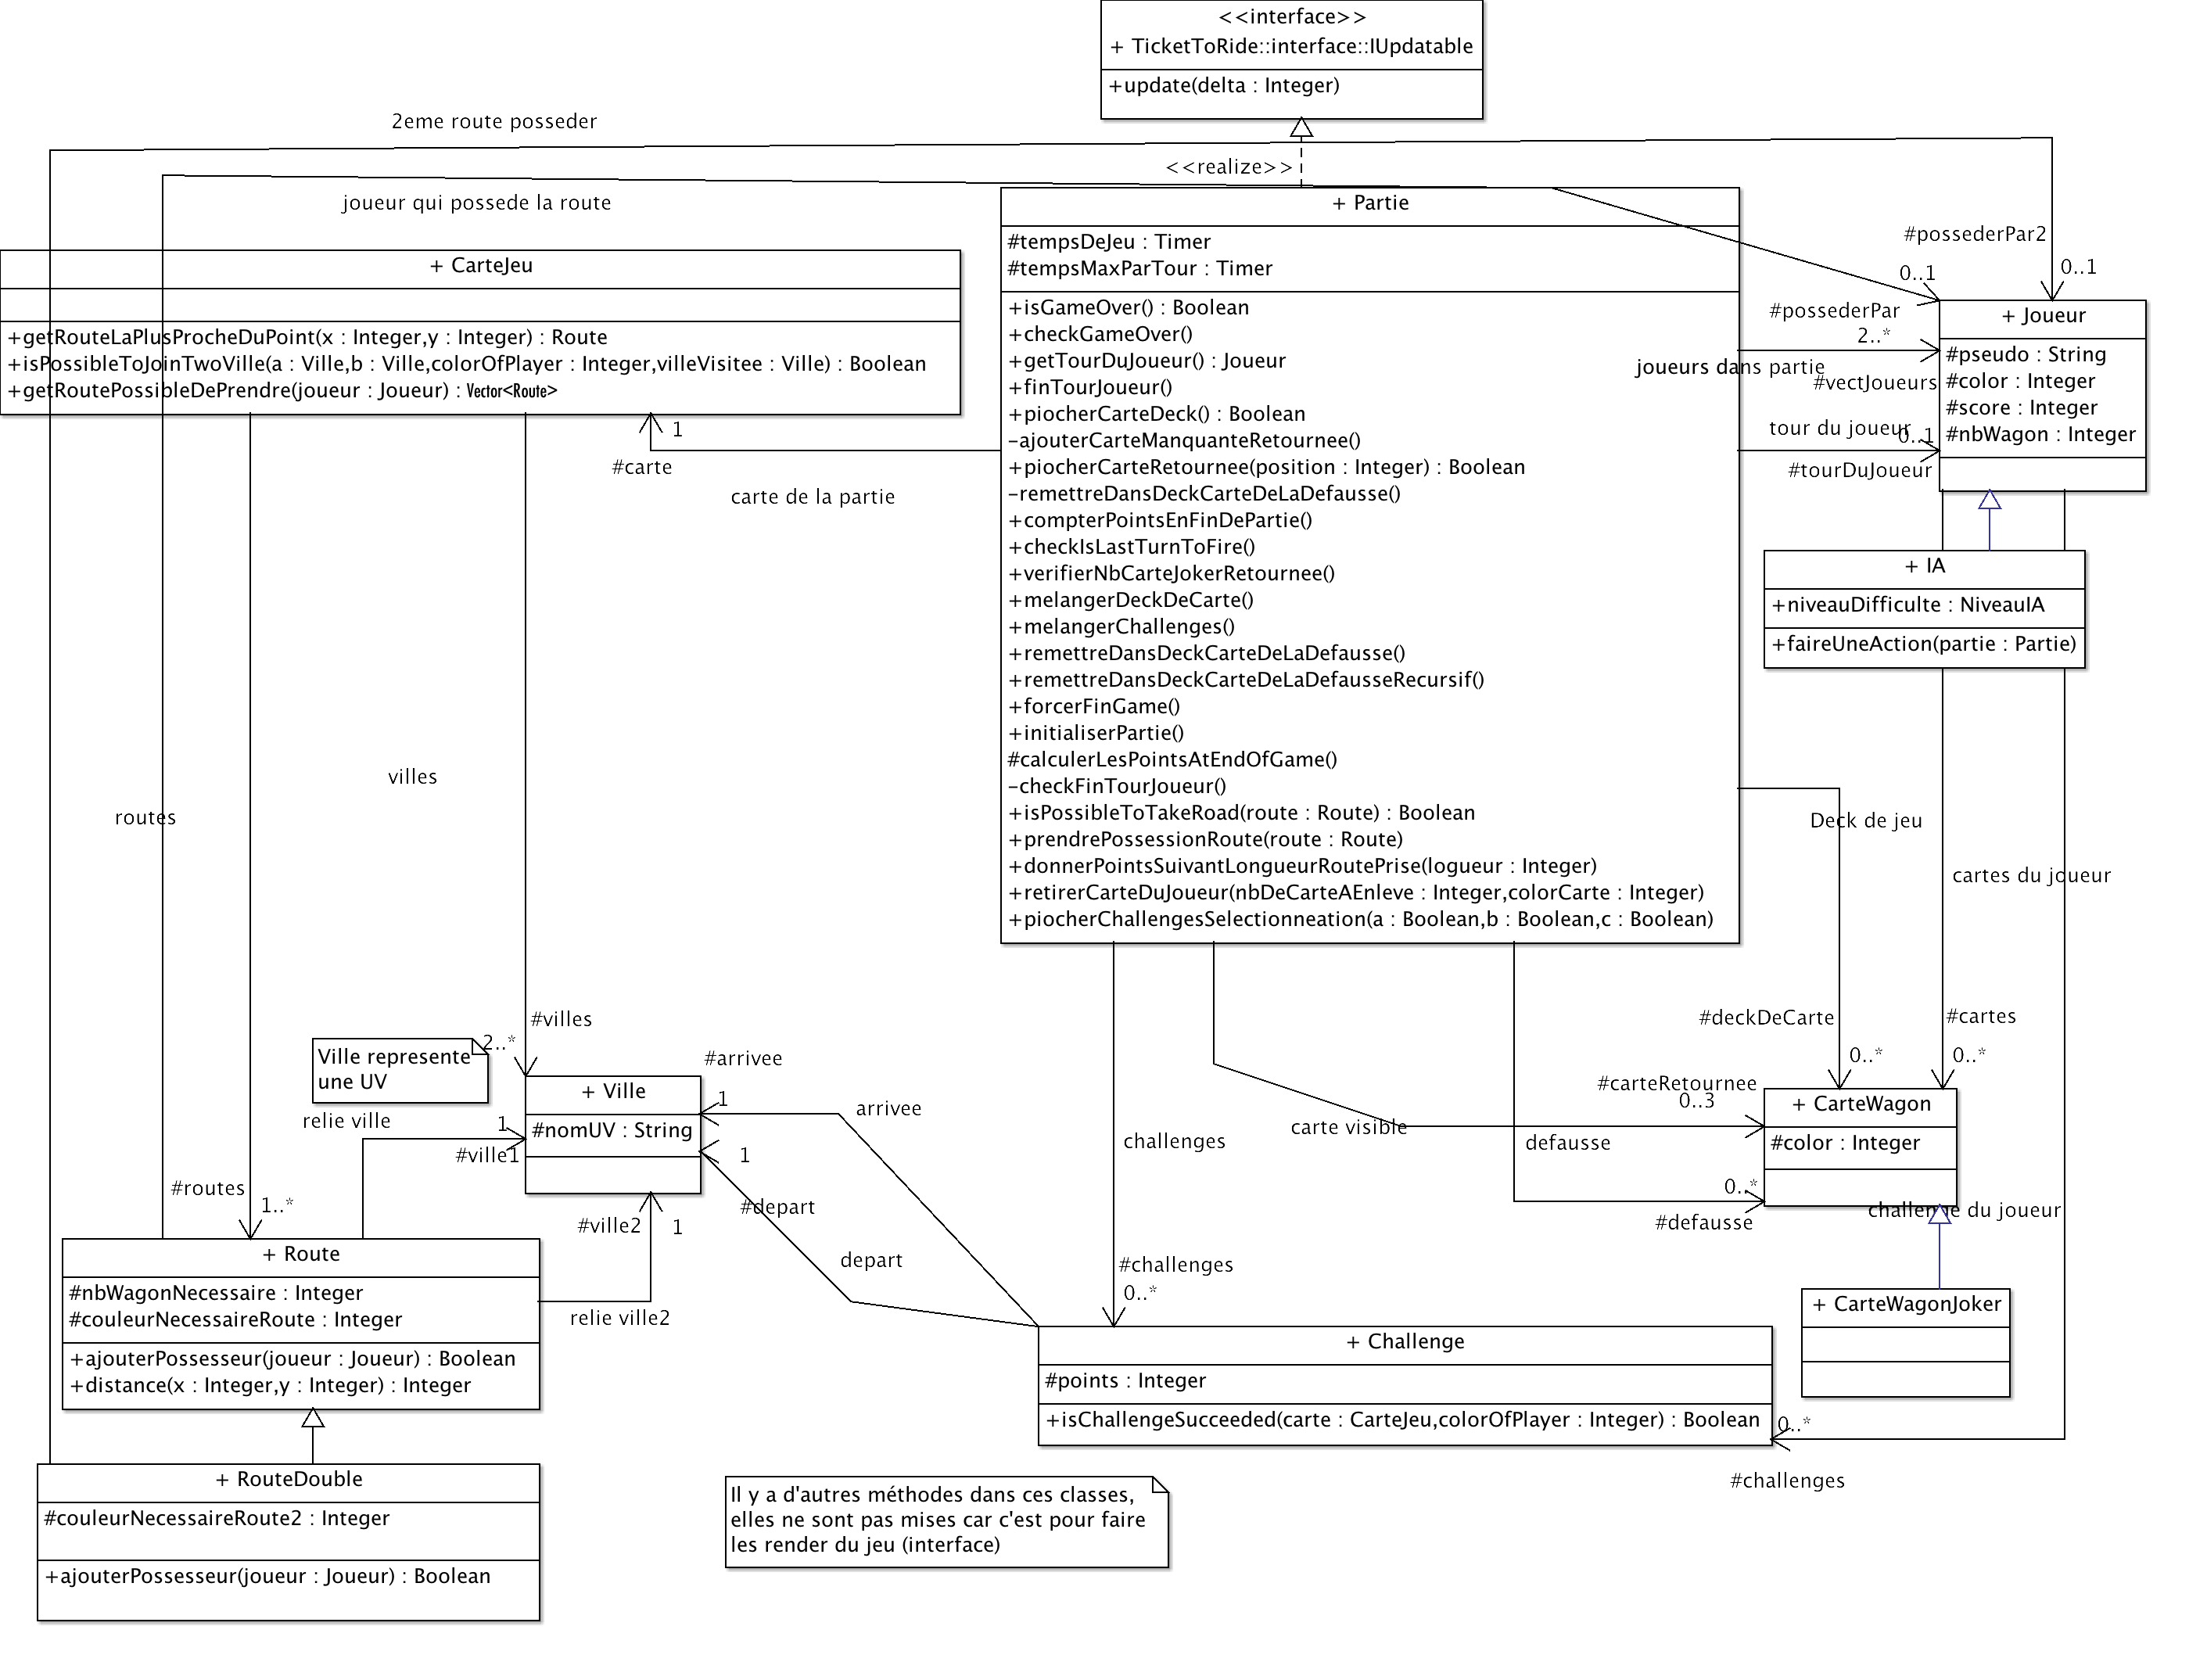 <<interface>>
+ TicketToRide::interface::IUpdatable
+update(delta : Integer)
2eme route posseder
<<realize>>
joueur qui possede la route
+ Partie
#tempsDeJeu : Timer
#tempsMaxParTour : Timer
+isGameOver() : Boolean
+checkGameOver()
+getTourDuJoueur() : Joueur
+finTourJoueur()
+piocherCarteDeck() : Boolean
-ajouterCarteManquanteRetournee()
+piocherCarteRetournee(position : Integer) : Boolean
-remettreDansDeckCarteDeLaDefausse()
+compterPointsEnFinDePartie()
+checkIsLastTurnToFire()
+verifierNbCarteJokerRetournee()
+melangerDeckDeCarte()
+melangerChallenges()
+remettreDansDeckCarteDeLaDefausse()
+remettreDansDeckCarteDeLaDefausseRecursif()
+forcerFinGame()
+initialiserPartie()
#calculerLesPointsAtEndOfGame()
-checkFinTourJoueur()
+isPossibleToTakeRoad(route : Route) : Boolean
+prendrePossessionRoute(route : Route)
+donnerPointsSuivantLongueurRoutePrise(logueur : Integer)
+retirerCarteDuJoueur(nbDeCarteAEnleve : Integer,colorCarte : Integer)
+piocherChallengesSelectionneation(a : Boolean,b : Boolean,c : Boolean)
+ CarteJeu
+getRouteLaPlusProcheDuPoint(x : Integer,y : Integer) : Route
+isPossibleToJoinTwoVille(a : Ville,b : Ville,colorOfPlayer : Integer,villeVisitee : Ville) : Boolean
+getRoutePossibleDePrendre(joueur : Joueur) : Vector<Route>
1
#carte
carte de la partie
#possederPar2
0..1
0..1
#possederPar
2..*
joueurs dans partie
#vectJoueurs
tour du joueur
0..1
#tourDuJoueur
+ Joueur
#pseudo : String
#color : Integer
#score : Integer
#nbWagon : Integer
+ IA
+niveauDifficulte : NiveauIA
+faireUneAction(partie : Partie)
villes
routes
Deck de jeu
cartes du joueur
#villes
2..*
Ville represente
une UV
#arrivee
1
arrivee
+ Ville
#nomUV : String
relie ville
1
#ville1
1
#depart
depart
#ville2
1
relie ville2
#routes
1..*
+ Route
#nbWagonNecessaire : Integer
#couleurNecessaireRoute : Integer
+ajouterPossesseur(joueur : Joueur) : Boolean
+distance(x : Integer,y : Integer) : Integer
+ RouteDouble
#couleurNecessaireRoute2 : Integer
+ajouterPossesseur(joueur : Joueur) : Boolean
challenges
#challenges
0..*
carte visible
#carteRetournee
0..3
defausse
0..*
#defausse
#deckDeCarte
0..*
#cartes
0..*
+ CarteWagon
#color : Integer
challenge du joueur
+ CarteWagonJoker
+ Challenge
#points : Integer
+isChallengeSucceeded(carte : CarteJeu,colorOfPlayer : Integer) : Boolean
0..*
#challenges
Il y a d'autres méthodes dans ces classes,
elles ne sont pas mises car c'est pour faire
les render du jeu (interface)